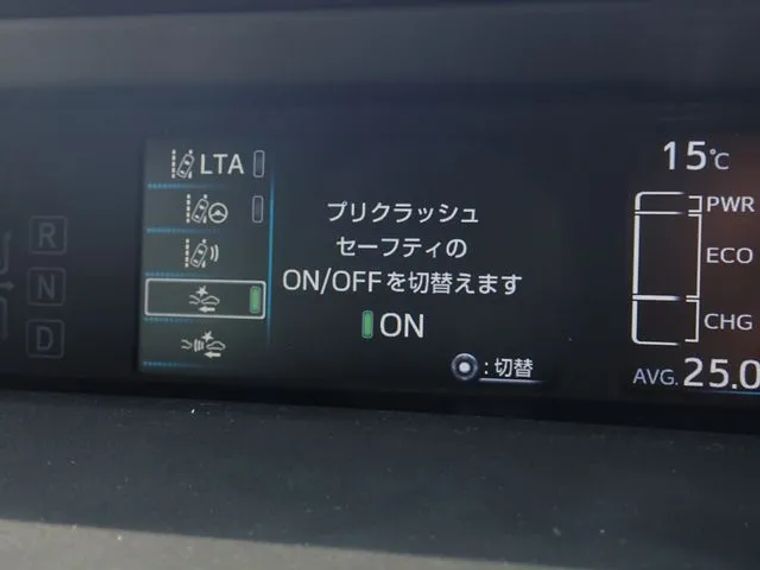 LTA
プリクラッシュ
セーフティの
ON/OFFを切替えます
ON
:切替
R
N
D
15℃
PWR
ECO
CHG
AVG. 25.0